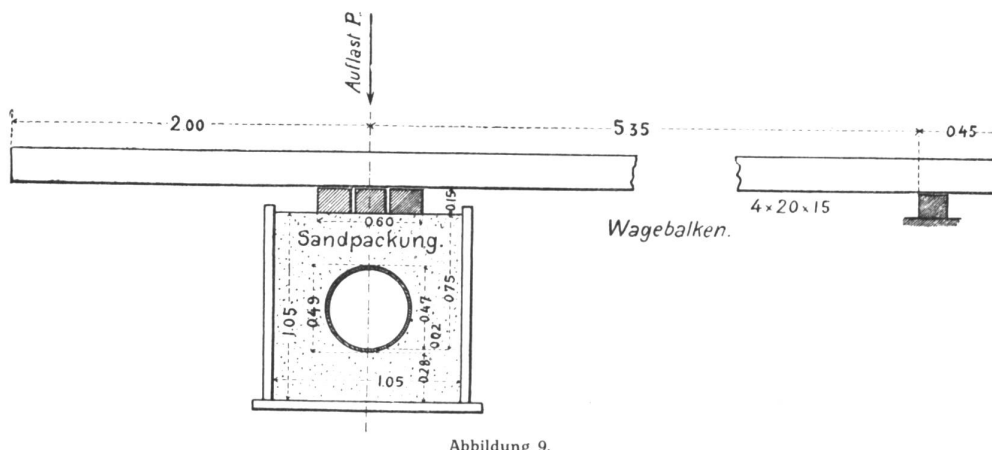 Auflast P.
2.00
5.35
0.45
0.15
0.60
4 × 20 × 15
Sandpackung.
Wagebalken.
1.05
0.49
0.47
0.75
0.02
1.05
0.28
Abbildung 9.